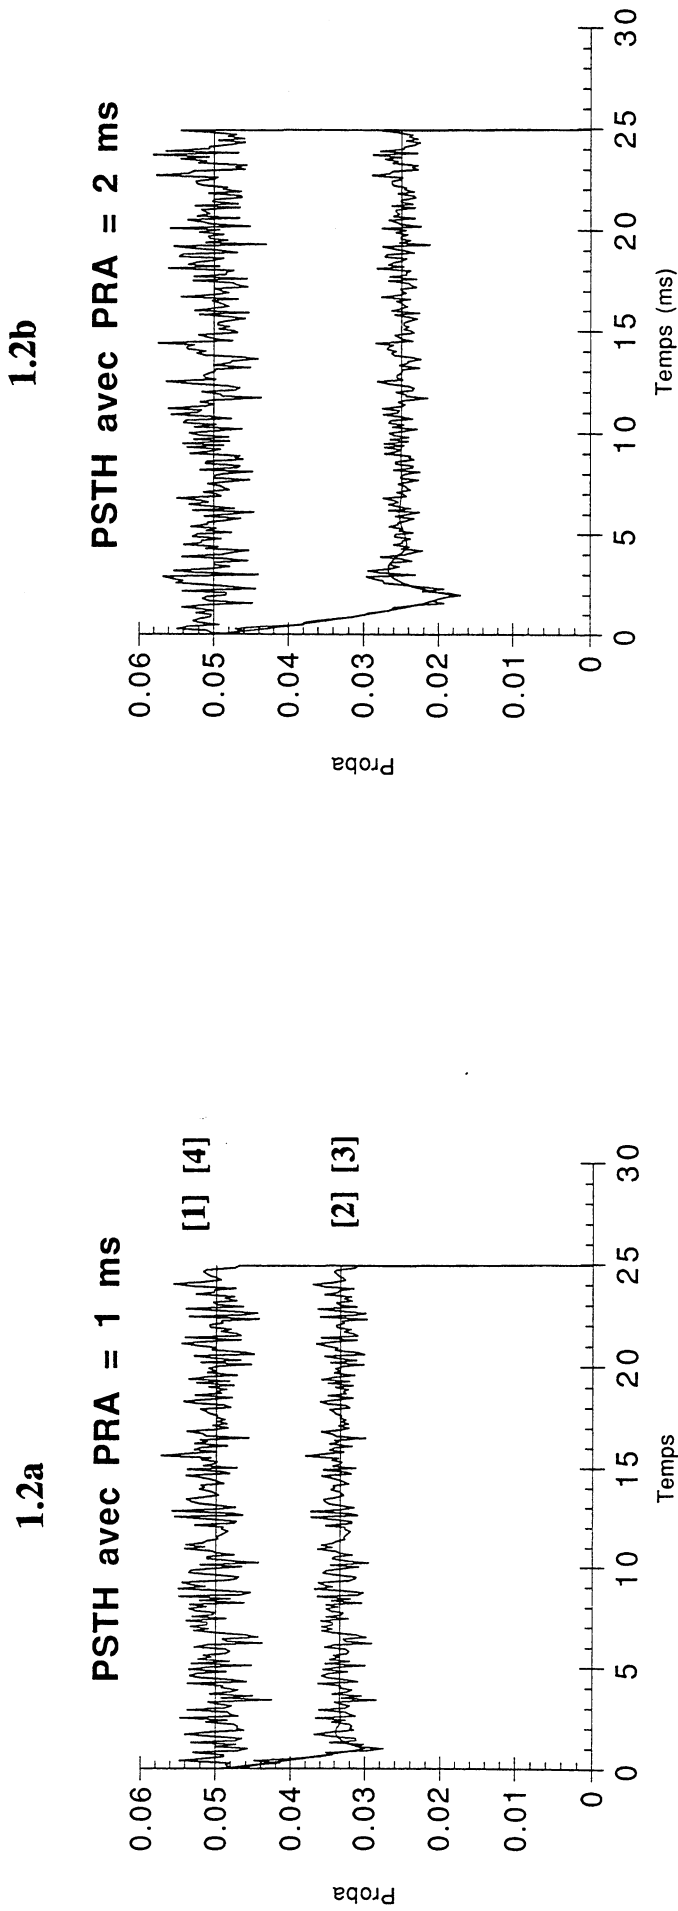 1.2a
PSTH avec PRA = 1 ms
0.06
0.05
0.04
0.03
0.02
0.01
0
Proba
0 5 10 15 20 25 30
Temps
[1] [4]
[2] [3]
1.2b
PSTH avec PRA = 2 ms
0.06
0.05
0.04
0.03
0.02
0.01
0
Proba
0 5 10 15 20 25 30
Temps (ms)